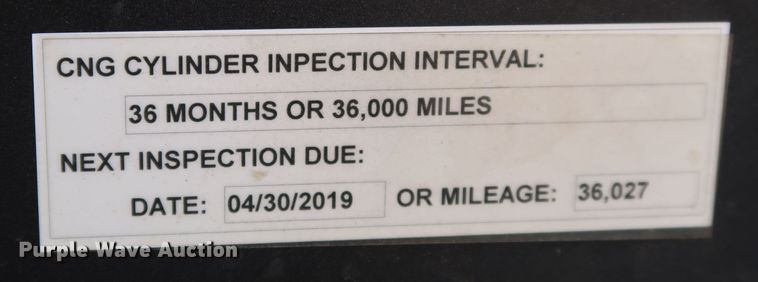 CNG CYLINDER INPECTION INTERVAL:
36 MONTHS OR 36,000 MILES
NEXT INSPECTION DUE:
DATE: 04/30/2019 OR MILEAGE: 36,027
Purple Wave Auction